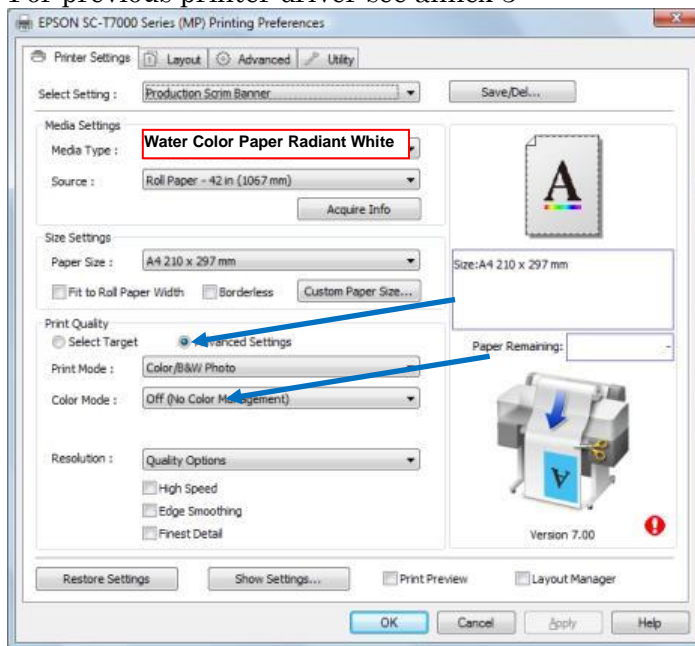 For previous printer driver see annex 3
EPSON SC-T7000 Series (MP) Printing Preferences
Printer Settings Layout Advanced Utility
Select Setting : Production Scrim Banner Save/Del...
Media Settings
Media Type : Water Color Paper Radiant White
Source : Roll Paper - 42 in (1067 mm)
Acquire Info
A
Size Settings
Paper Size : A4 210 x 297 mm
Size:A4 210 x 297 mm
Fit to Roll Paper Width Borderless Custom Paper Size...
Print Quality
Select Target Advanced Settings
Paper Remaining: -
Print Mode : Color/B&W Photo
Color Mode : Off (No Color Management)
Resolution : Quality Options
High Speed
A
Edge Smoothing
Finest Detail
Version 7.00
Restore Settings Show Settings... Print Preview Layout Manager
OK Cancel Apply Help